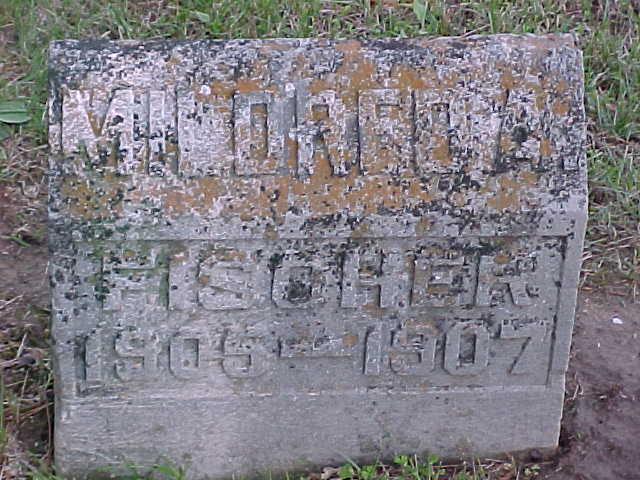 MILDRED A.
FISCHER
1905-1907